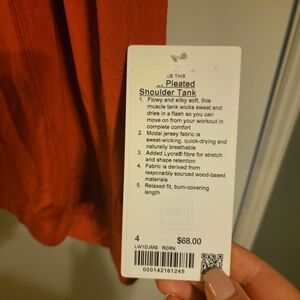 E THIS
Pleated
Shoulder Tank
1. Flowy and silky soft, this
muscle tank wicks sweat and
dries in a flash so you can
move on from your workout in
complete comfort
2. Modal jersey fabric is
sweat-wicking, quick-drying and
naturally breathable
3. Added Lycra® fibre for stretch
and shape retention
4. Fabric is derived from
responsibly sourced wood-based
materials
5. Relaxed fit, bum-covering
length
4 $68.00
LW1DJMS RDRK
000142161245